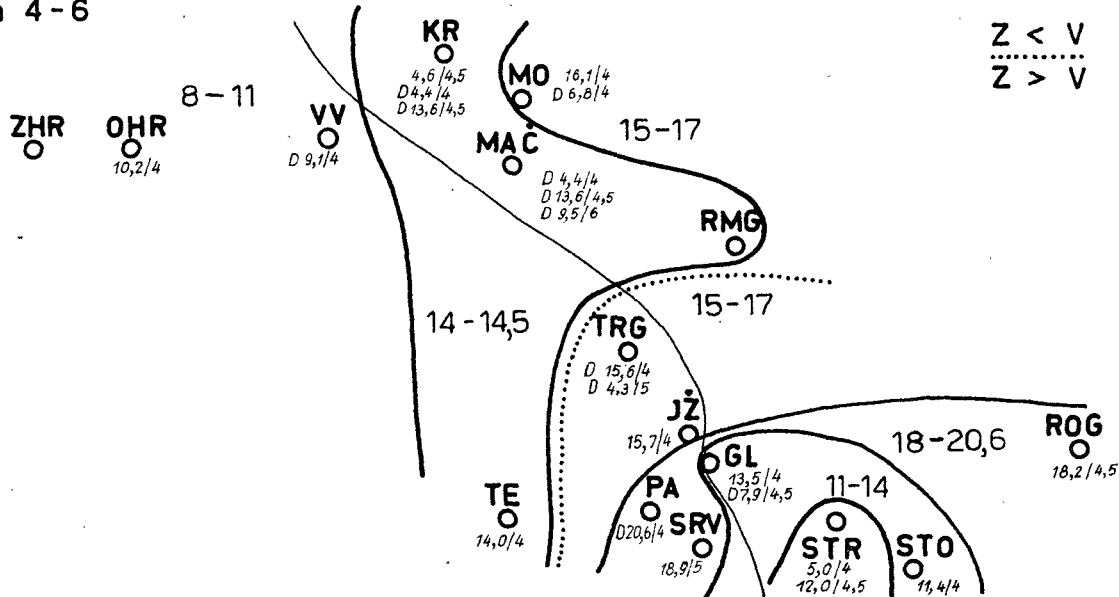 4-6
Z < V
Z > V
KR
4,6/4,5
D 4,4/4
D 13,6/4,5
MO
16,1/4
D 6,8/4
8-11
VV
D 9,1/4
ZHR
OHR
10,2/4
15-17
MAČ
D 4,4/4
D 13,6/4,5
D 9,5/6
RMG
15-17
14-14,5
TRG
D 15,6/4
D 4,3/5
JŽ
15,7/4
18-20,6
ROG
18,2/4,5
GL
13,5/4
D 7,9/4,5
11-14
PA
D 20,6/4
TE
14,0/4
SRV
18,9/5
STR
5,0/4
12,0/4,5
STO
11,4/4